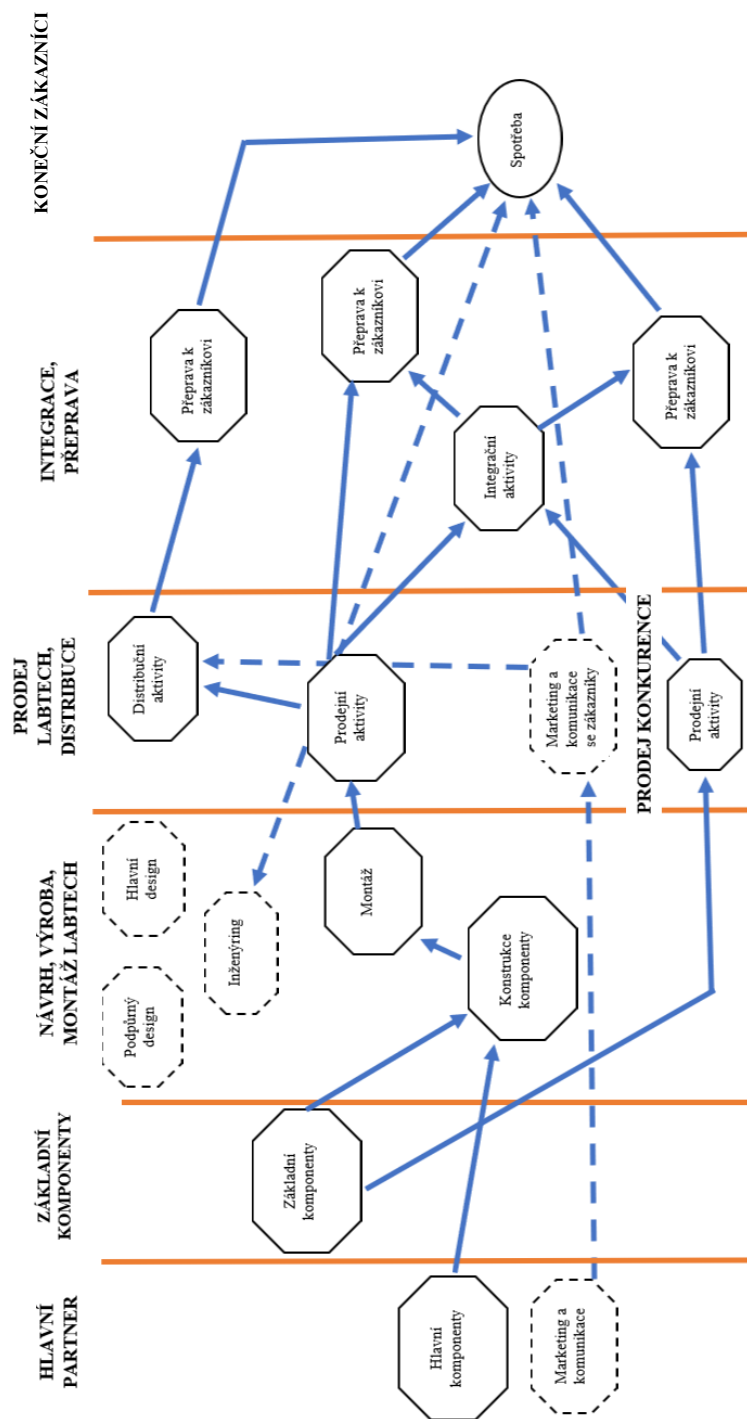 HLAVNÍ
PARTNER
ZÁKLADNÍ
KOMPONENTY
NÁVRH, VÝROBA,
MONTÁŽ LABTECH
PRODEJ
LABTECH,
DISTRIBUCE
INTEGRACE,
PŘEPRAVA
KONEČNÍ ZÁKAZNÍCI
Hlavní
komponenty
Marketing a
komunikace
Základní
komponenty
Podpůrný
design
Hlavní
design
Inženýring
Montáž
Konstrukce
komponenty
Distribuční
aktivity
Prodejní
aktivity
Marketing a
komunikace
se zákazníky
PRODEJ KONKURENCE
Prodejní
aktivity
Přeprava k
zákazníkovi
Přeprava k
zákazníkovi
Integrační
aktivity
Přeprava k
zákazníkovi
Spotřeba